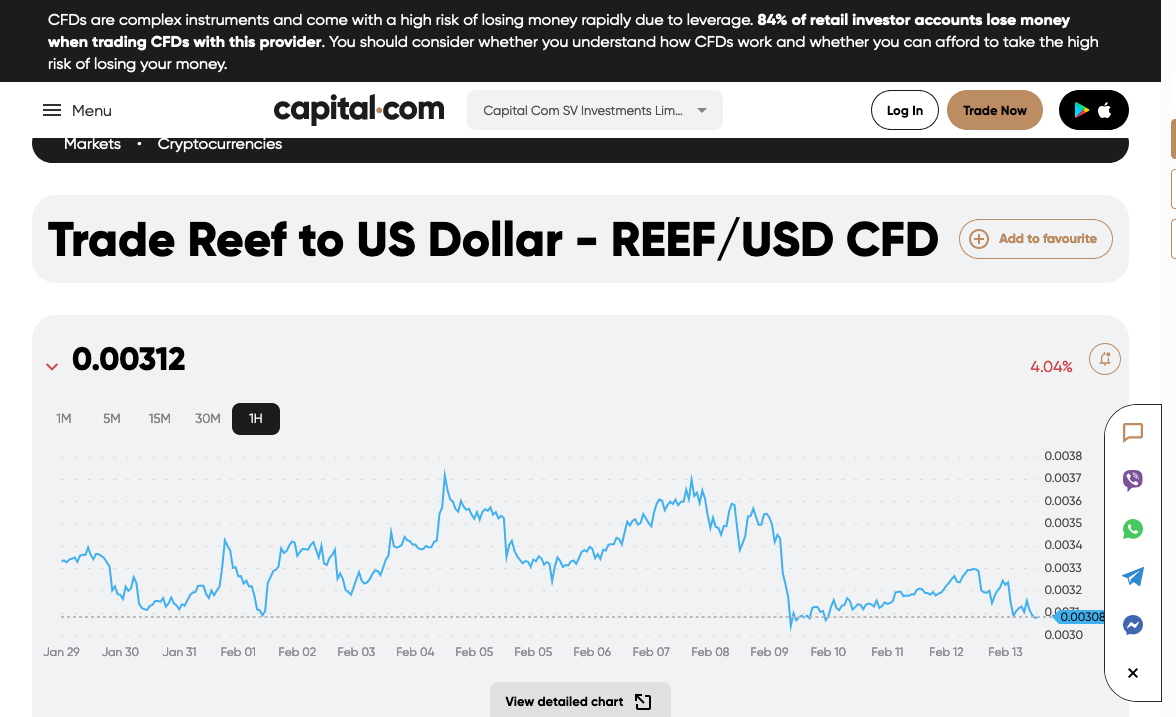 CFDs are complex instruments and come with a high risk of losing money rapidly due to leverage. 84% of retail investor accounts lose money
when trading CFDs with this provider. You should consider whether you understand how CFDs work and whether you can afford to take the high
risk of losing your money.
Menu
capital.com
Capital Com SV Investments Lim...
Log In
Trade Now
Markets • Cryptocurrencies
Trade Reef to US Dollar - REEF/USD CFD
Add to favourite
0.00312
4.04%
1M 5M 15M 30M 1H
0.0038
0.0037
0.0036
0.0035
0.0034
0.0033
0.0032
0.00308
0.0030
Jan 29 Jan 30 Jan 31 Feb 01 Feb 02 Feb 03 Feb 04 Feb 05 Feb 05 Feb 06 Feb 07 Feb 08 Feb 09 Feb 10 Feb 11 Feb 12 Feb 13
View detailed chart